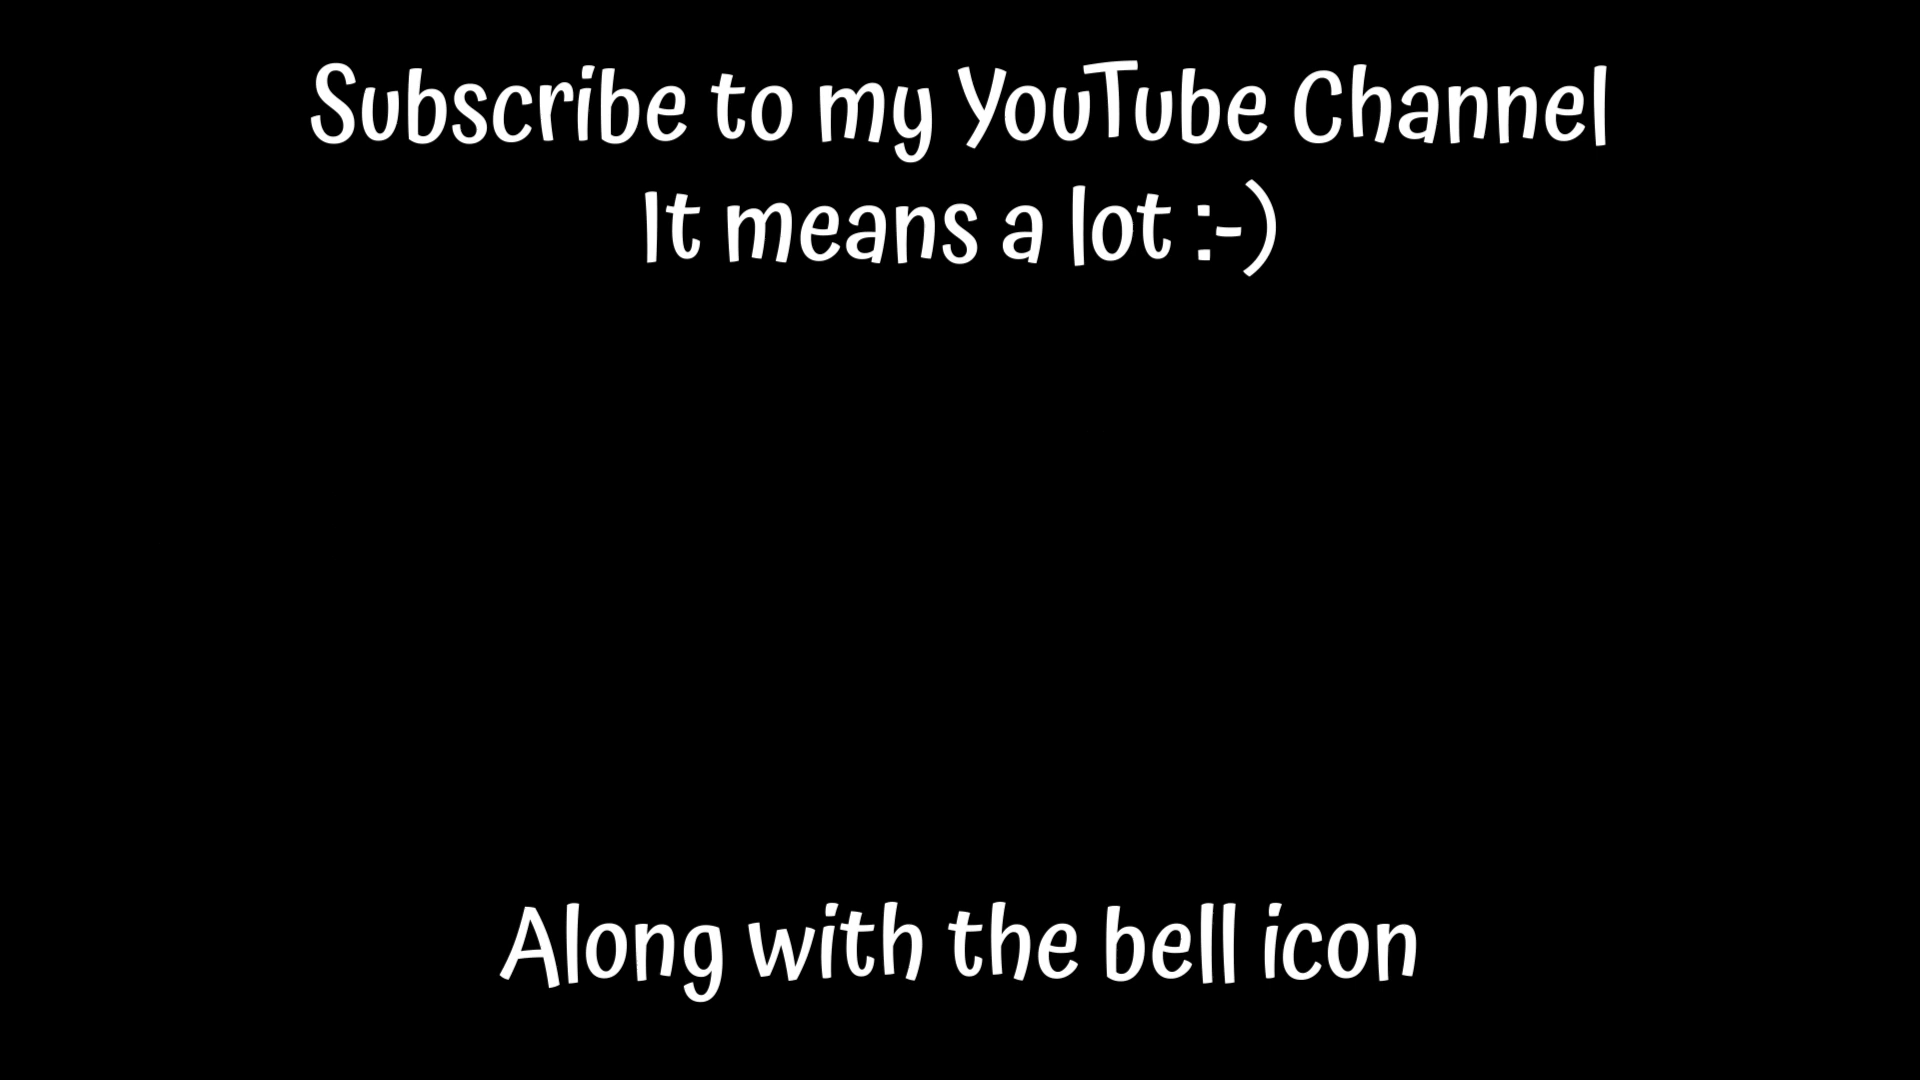 Subscribe to my YouTube Channel
It means a lot :-)
Along with the bell icon